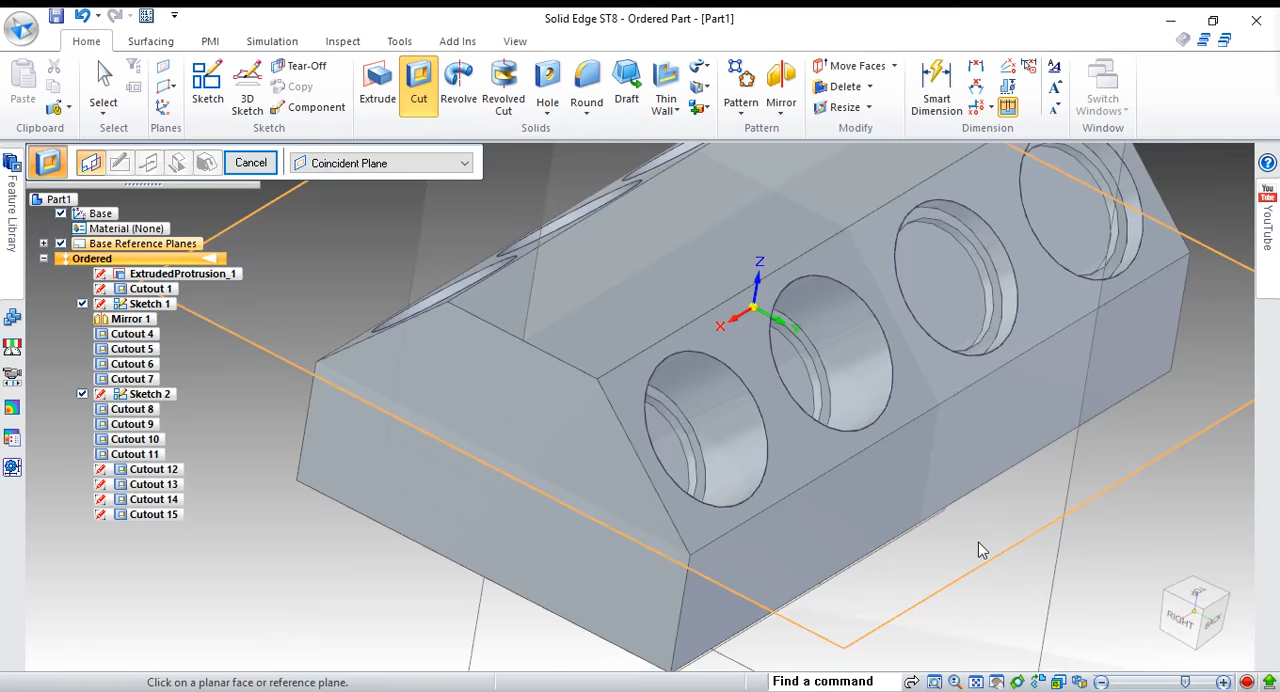 Solid Edge ST8 - Ordered Part - [Part1]
Home Surfacing PMI Simulation Inspect Tools Add Ins View
Paste
Clipboard
Select
Select
Planes
Sketch
3D Sketch
Tear-Off
Copy
Component
Sketch
Extrude
Cut
Revolve
Revolved Cut
Hole
Round
Draft
Thin Wall
Solids
Pattern
Mirror
Pattern
Move Faces
Delete
Resize
Modify
Smart Dimension
Dimension
Switch Windows
Window
Cancel
Coincident Plane
Feature Library
YouTube
You Tube
Part1
Base
Material (None)
Base Reference Planes
Ordered
ExtrudedProtrusion_1
Cutout 1
Sketch 1
Mirror 1
Cutout 4
Cutout 5
Cutout 6
Cutout 7
Sketch 2
Cutout 8
Cutout 9
Cutout 10
Cutout 11
Cutout 12
Cutout 13
Cutout 14
Cutout 15
Z
X
RIGHT
BACK
Click on a planar face or reference plane.
Find a command